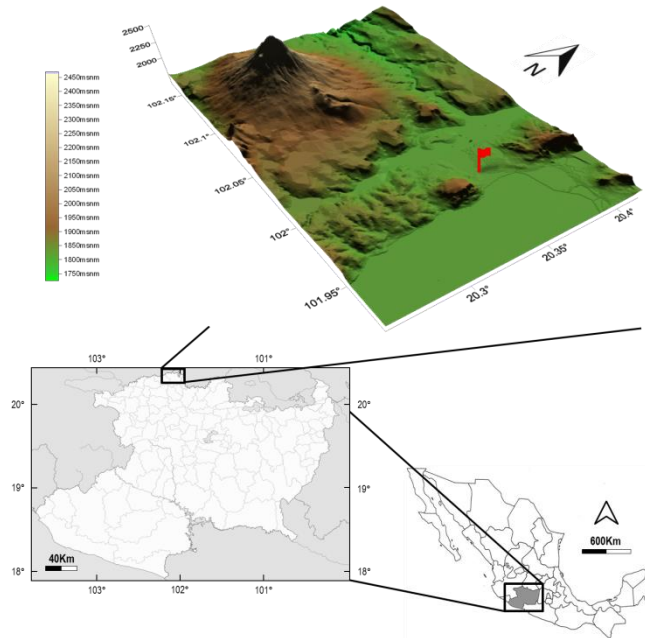 2500
2250
2000
N
2450msnm
2400msnm
2350msnm
2300msnm
2250msnm
2200msnm
2150msnm
2100msnm
2050msnm
2000msnm
1950msnm
1900msnm
1850msnm
1800msnm
1750msnm
102.15°
102.1°
102.05°
102°
101.95°
20.4°
20.35°
20.3°
103°
101°
20°
20°
19°
19°
40Km
18°
18°
103°
102°
101°
600Km